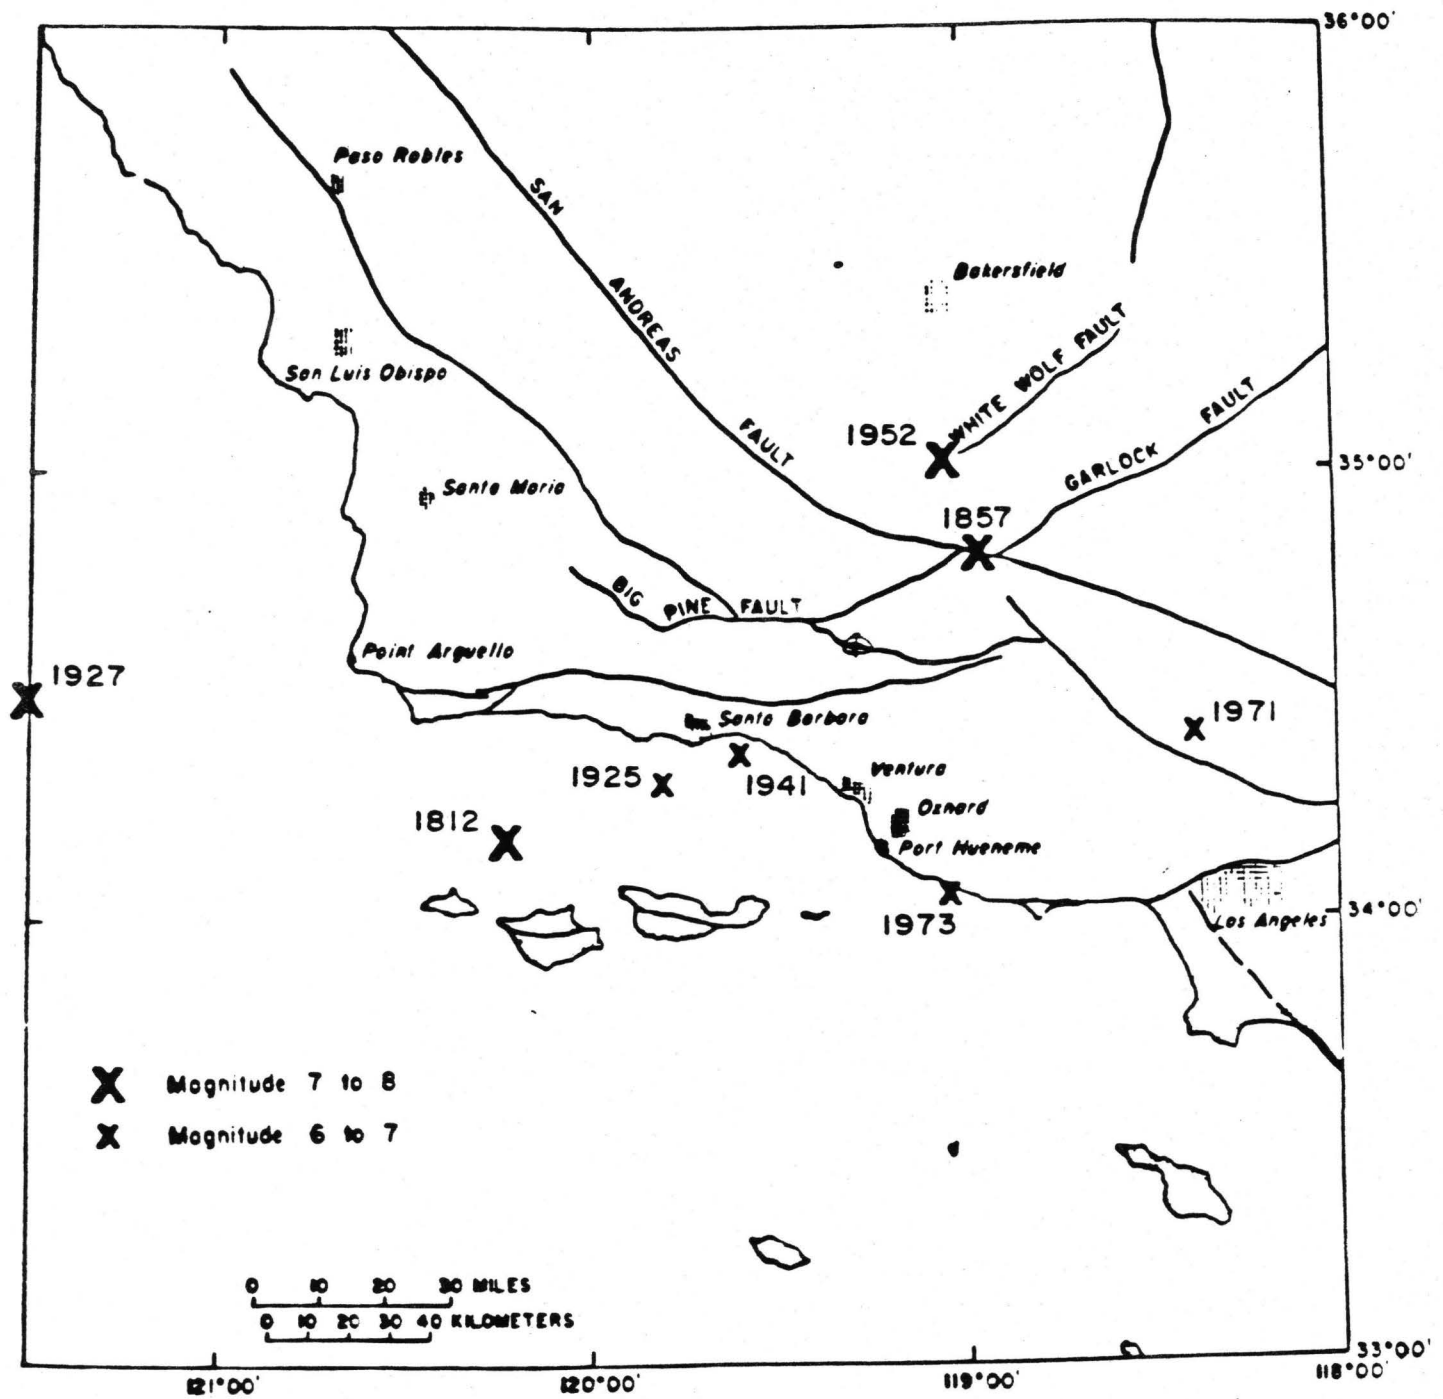 36°00'
Paso Robles
SAN
ANDREAS
FAULT
Bakersfield
WHITE WOLF FAULT
San Luis Obispo
1952
GARLOCK FAULT
35°00'
Santa Maria
1857
BIG PINE FAULT
Point Arguello
1927
1971
Santa Barbara
1925
1941
Ventura
1812
Oxnard
Port Hueneme
1973
34°00'
Los Angeles
Magnitude 7 to 8
Magnitude 6 to 7
0 10 20 30 MILES
0 10 20 30 40 KILOMETERS
33°00'
121°00' 120°00' 119°00' 118°00'